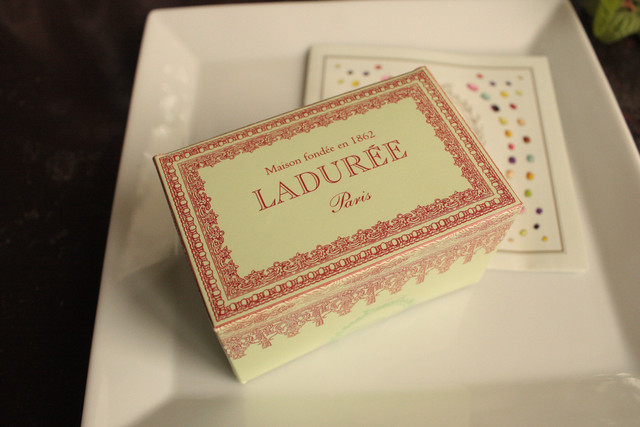 Maison fondée en 1862
LADURÉE
Paris